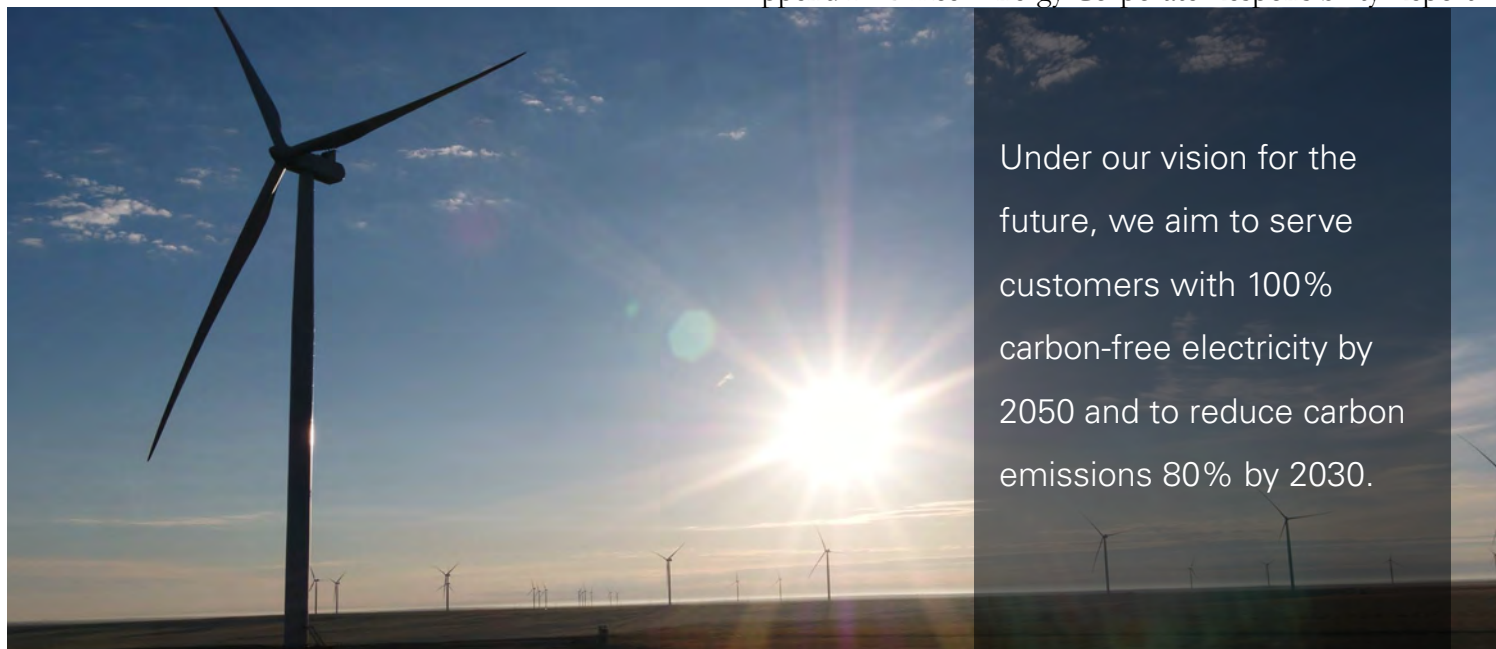 Under our vision for the
future, we aim to serve
customers with 100%
carbon-free electricity by
2050 and to reduce carbon
emissions 80% by 2030.